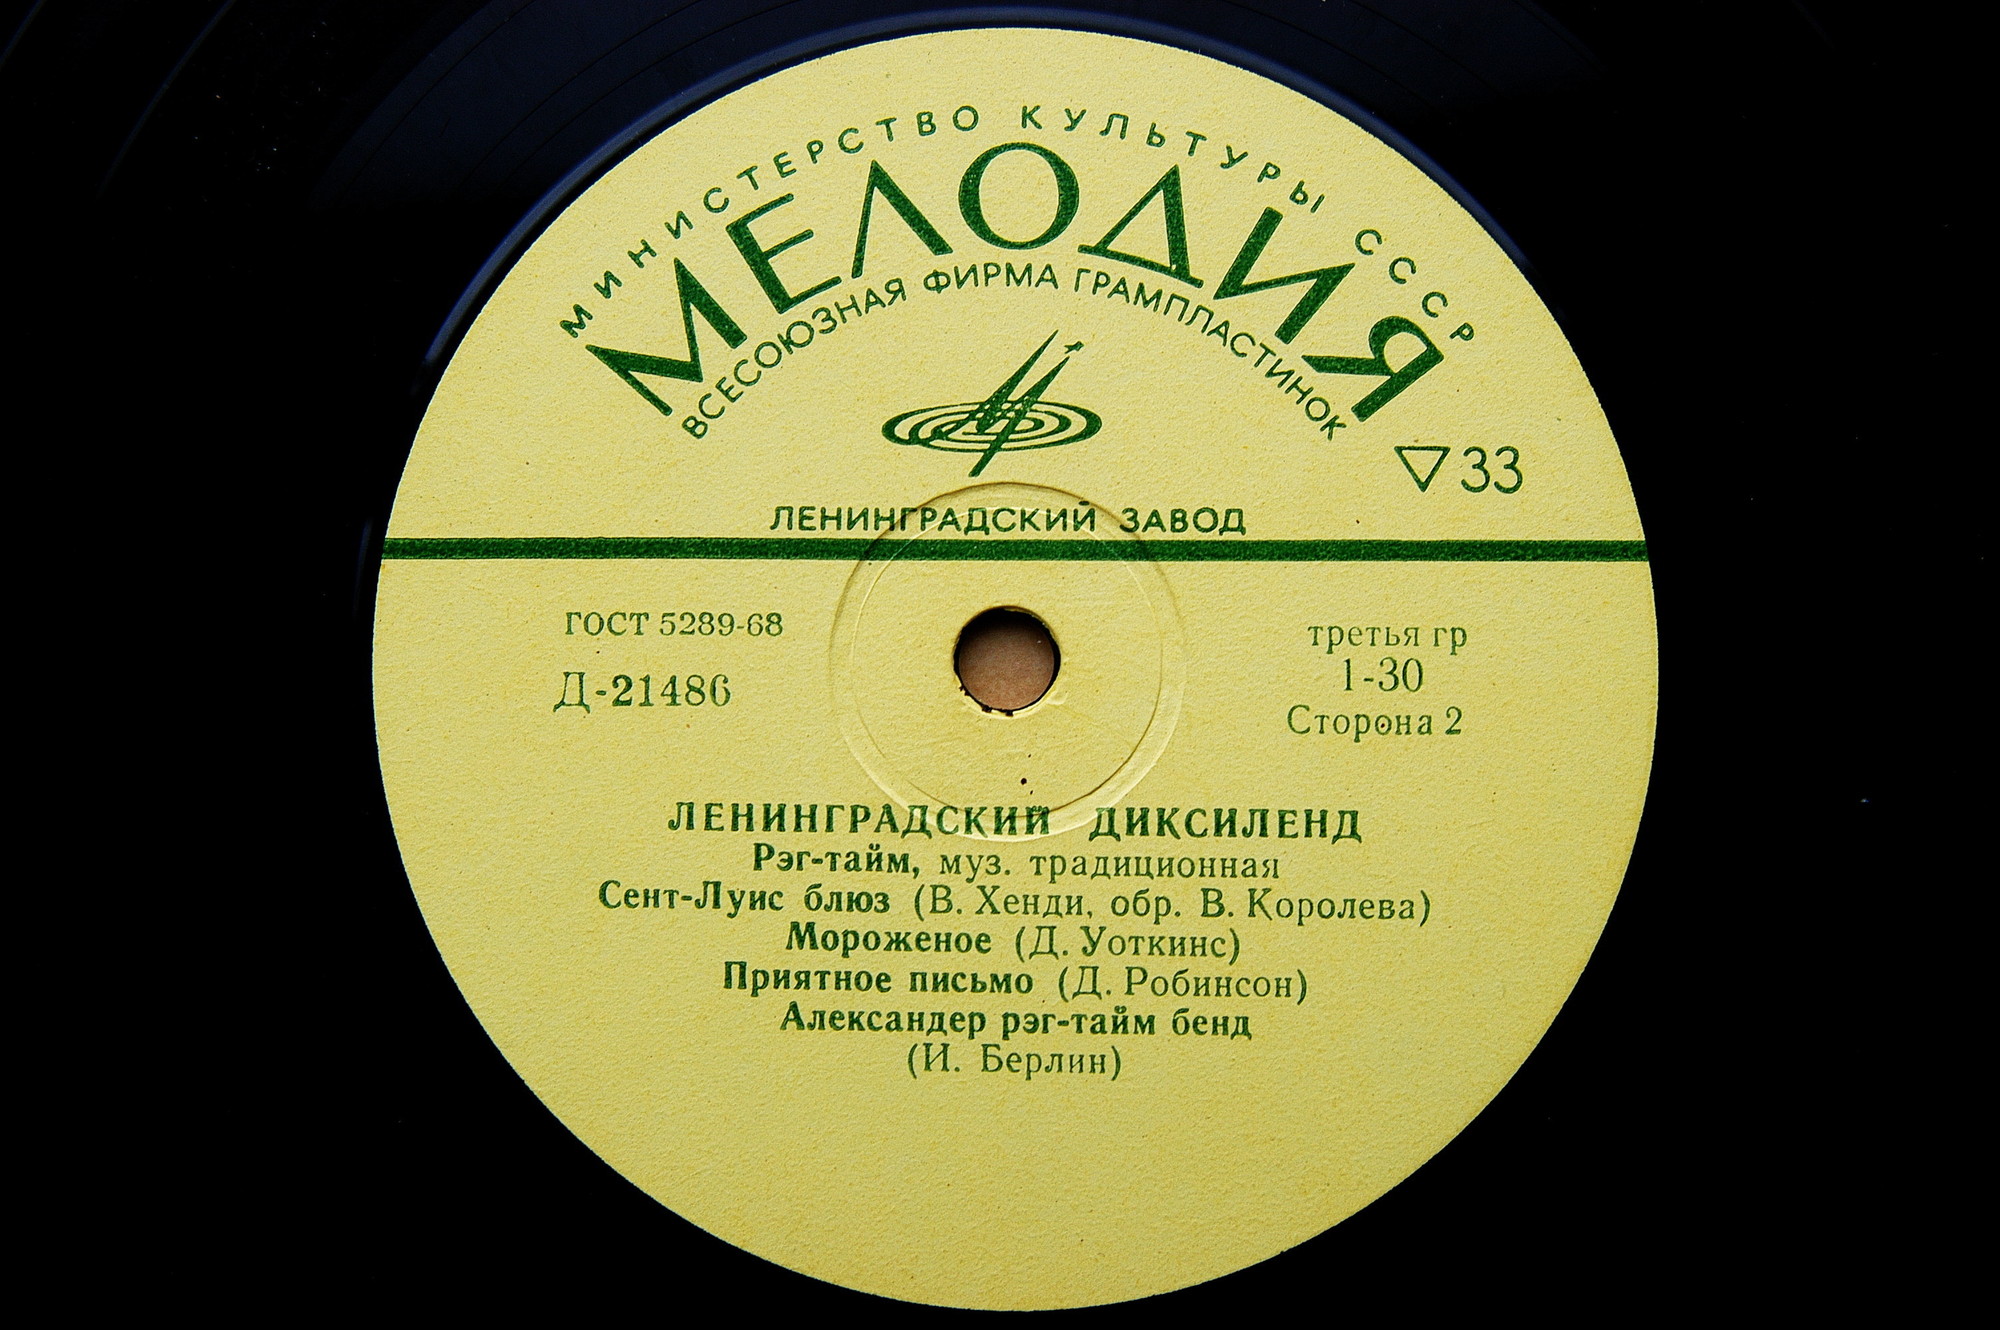 МИНИСТЕРСТВО КУЛЬТУРЫ СССР
МЕЛОДИЯ
ВСЕСОЮЗНАЯ ФИРМА ГРАМПЛАСТИНОК
33
ЛЕНИНГРАДСКИЙ ЗАВОД
ГОСТ 5289-68
Д-21486
третья гр
1-30
Сторона 2
ЛЕНИНГРАДСКИЙ ДИКСИЛЕНД
Рэг-тайм, муз. традиционная
Сент-Луис блюз (В. Хенди, обр. В. Королева)
Мороженое (Д. Уоткинс)
Приятное письмо (Д. Робинсон)
Александер рэг-тайм бенд
(И. Берлин)